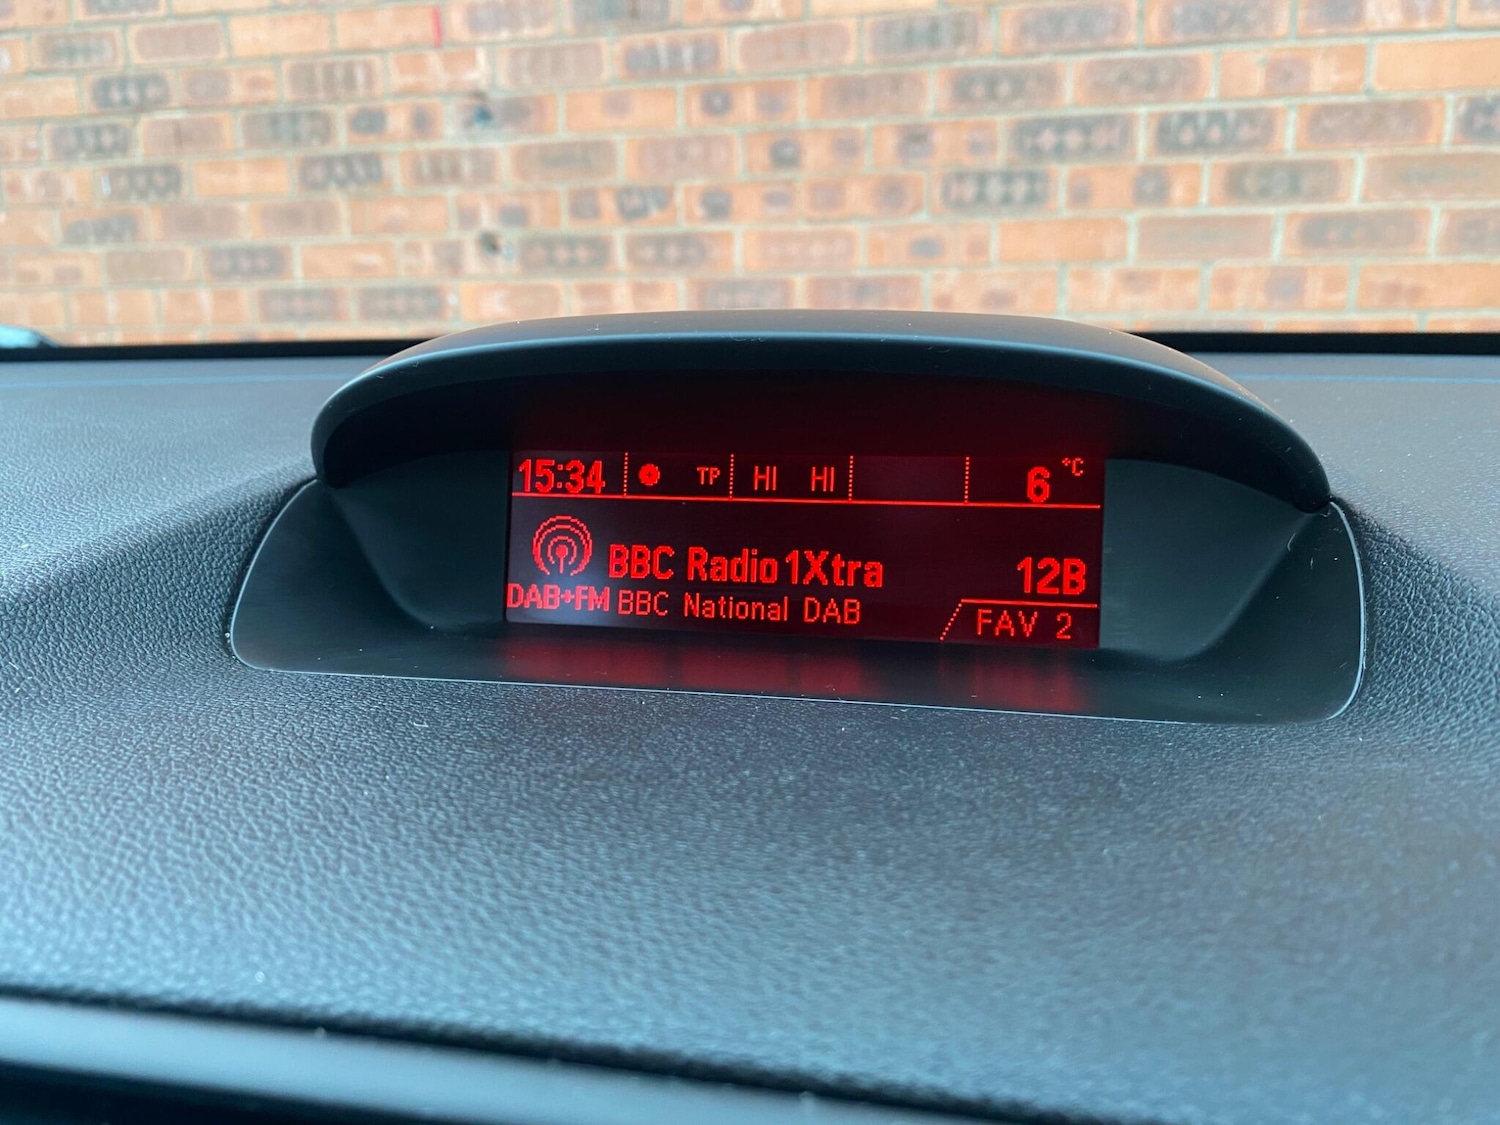 15:34 TP HI HI 6 °C
BBC Radio 1Xtra 12B
DAB+FM BBC National DAB FAV 2